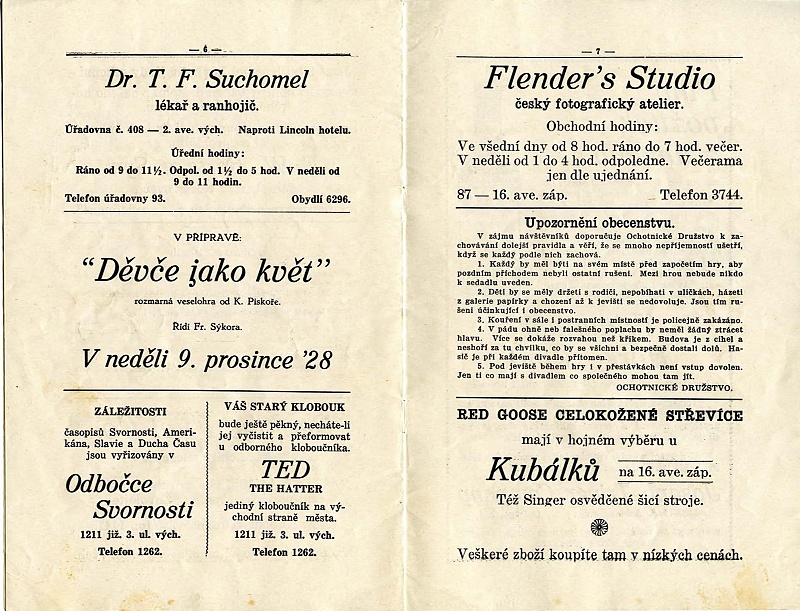 — 6 —
Dr. T. F. Suchomel
lékař a ranhojič.
Úřadovna č. 408 — 2. ave. vých. Naproti Lincoln hotelu.
Úřední hodiny:
Ráno od 9 do 11½. Odpol. od 1½ do 5 hod. V neděli od
9 do 11 hodin.
Telefon úřadovny 93. Obydlí 6296.
V PŘÍPRAVĚ:
“Děvče jako květ”
rozmarná veselohra od K. Piskoře.
Řídí Fr. Sýkora.
V neděli 9. prosince ’28
ZÁLEŽITOSTI
časopisů Svornosti, Ameri-
kána, Slavie a Ducha Času
jsou vyřizovány v
Odbočce
Svornosti
1211 již. 3. ul. vých.
Telefon 1262.
VÁŠ STARÝ KLOBOUK
bude ještě pěkný, necháte-li
jej vyčistit a přeformovat
u odborného kloboučníka.
TED
THE HATTER
jediný kloboučník na vý-
chodní straně města.
1211 již. 3. ul. vých.
Telefon 1262.
— 7 —
Flender’s Studio
český fotografický atelier.
Obchodní hodiny:
Ve všední dny od 8 hod. ráno do 7 hod. večer.
V neděli od 1 do 4 hod. odpoledne. Večerama
jen dle ujednání.
87 — 16. ave. záp. Telefon 3744.
Upozornění obecenstvu.
V zájmu návštěvníků doporučuje Ochotnické Družstvo k za-
chovávání dolejší pravidla a věří, že se mnoho nepříjemností ušetří,
když se každý podle nich zachová.
1. Každý by měl býti na svém místě před započetím hry, aby
pozdním příchodem nebyli ostatní rušeni. Mezi hrou nebude nikdo
k sedadlu uveden.
2. Děti by se měly držeti s rodiči, nepobíhati v uličkách, házeti
z galerie papírky a chození až k jevišti se nedovoluje. Jsou tím ru-
šeni účinkující i obecenstvo.
3. Kouření v sále i postranních místností je policejně zakázáno.
4. V pádu ohně neb falešného poplachu by neměl žádný ztrácet
hlavu. Více se dokáže rozvahou než křikem. Budova je z cihel a
neshoří za tu chvilku, co by se všichni a bezpečně dostali dolů. Ha-
sič je při každém divadle přítomen.
5. Pod jeviště během hry i v přestávkách není vstup dovolen.
Jen ti co mají s divadlem co společného mohou tam jít.
OCHOTNICKÉ DRUŽSTVO.
RED GOOSE CELOKOŽENÉ STŘEVÍCE
mají v hojném výběru u
Kubálků na 16. ave. záp.
Též Singer osvědčené šicí stroje.
Veškeré zboží koupíte tam v nízkých cenách.